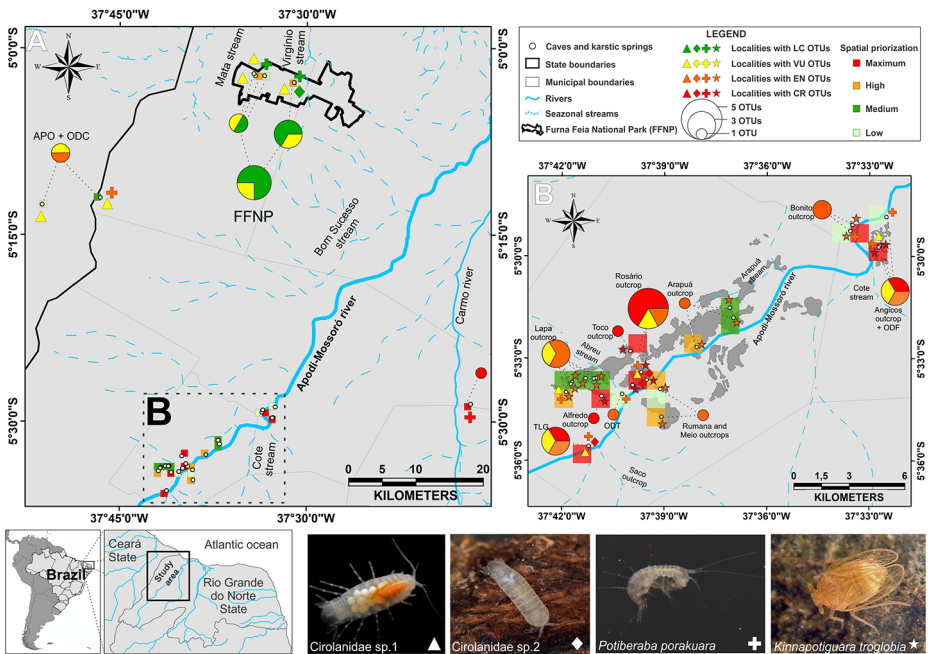 37°45'0"W
37°30'0"W
A
N
W
E
S
5°0'0"S
5°15'0"S
5°30'0"S
Mata stream
Virgínio stream
APO + ODC
FFNP
Bom Sucesso
stream
Apodi-Mossoró river
Carmo river
B
Cote
stream
0 10 20
KILOMETERS
37°45'0"W
37°30'0"W
5°0'0"S
5°15'0"S
5°30'0"S
LEGEND
Caves and karstic springs
State boundaries
Municipal boundaries
Rivers
Seazonal streams
Furna Feia National Park (FFNP)
Localities with LC OTUs
Localities with VU OTUs
Localities with EN OTUs
Localities with CR OTUs
5 OTUs
3 OTUs
1 OTU
Spatial priorization
Maximum
High
Medium
Low
37°42'0"W
37°39'0"W
37°36'0"W
37°33'0"W
B
N
W
E
S
5°30'0"S
5°33'0"S
5°36'0"S
Bonito
outcrop
Rosário
outcrop
Arapuá
outcrop
Arapuá
stream
Apodi-Mossoró river
Cote
stream
Angicos
outcrop
+ ODF
Toco
outcrop
Lapa
outcrop
Abreu
stream
Alfredo
outcrop
ODT
Rumana and
Meio outcrops
TLG
Saco
outcrop
0 1,5 3 6
KILOMETERS
37°42'0"W
37°39'0"W
37°36'0"W
37°33'0"W
5°30'0"S
5°33'0"S
5°36'0"S
Brazil
Ceará
State
Atlantic ocean
Study
area
Rio Grande
do Norte
State
Cirolanidae sp.1
Cirolanidae sp.2
Potiberaba porakuara
Kinnapotiguara troglobia